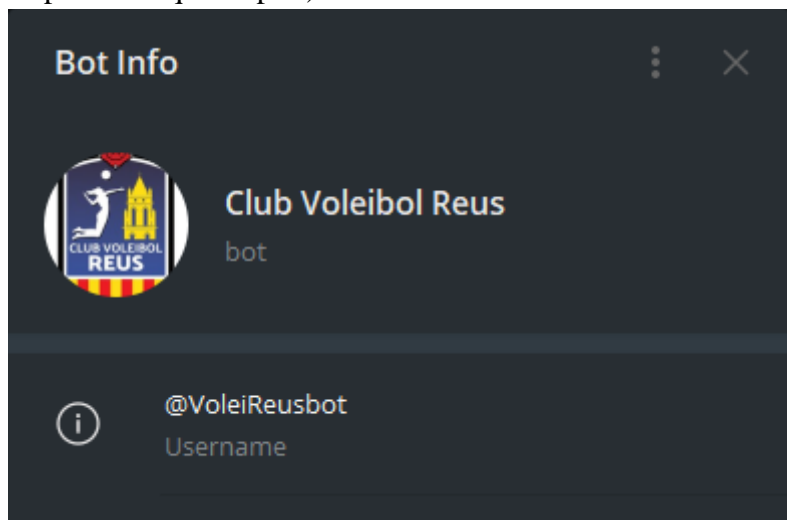 Bot Info
CLUB VOLEIBOL
REUS
Club Voleibol Reus
bot
@VoleiReusbot
Username